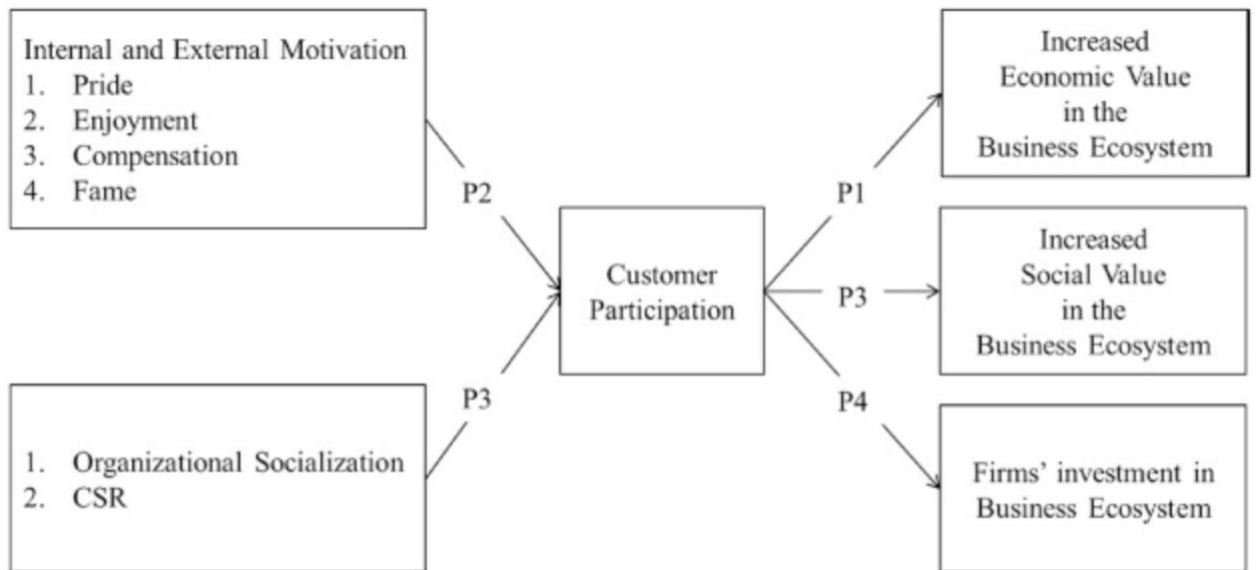 Internal and External Motivation
1. Pride
2. Enjoyment
3. Compensation
4. Fame
P2
1. Organizational Socialization
2. CSR
P3
Customer
Participation
P1
P3
P4
Increased
Economic Value
in the
Business Ecosystem
Increased
Social Value
in the
Business Ecosystem
Firms’ investment in
Business Ecosystem